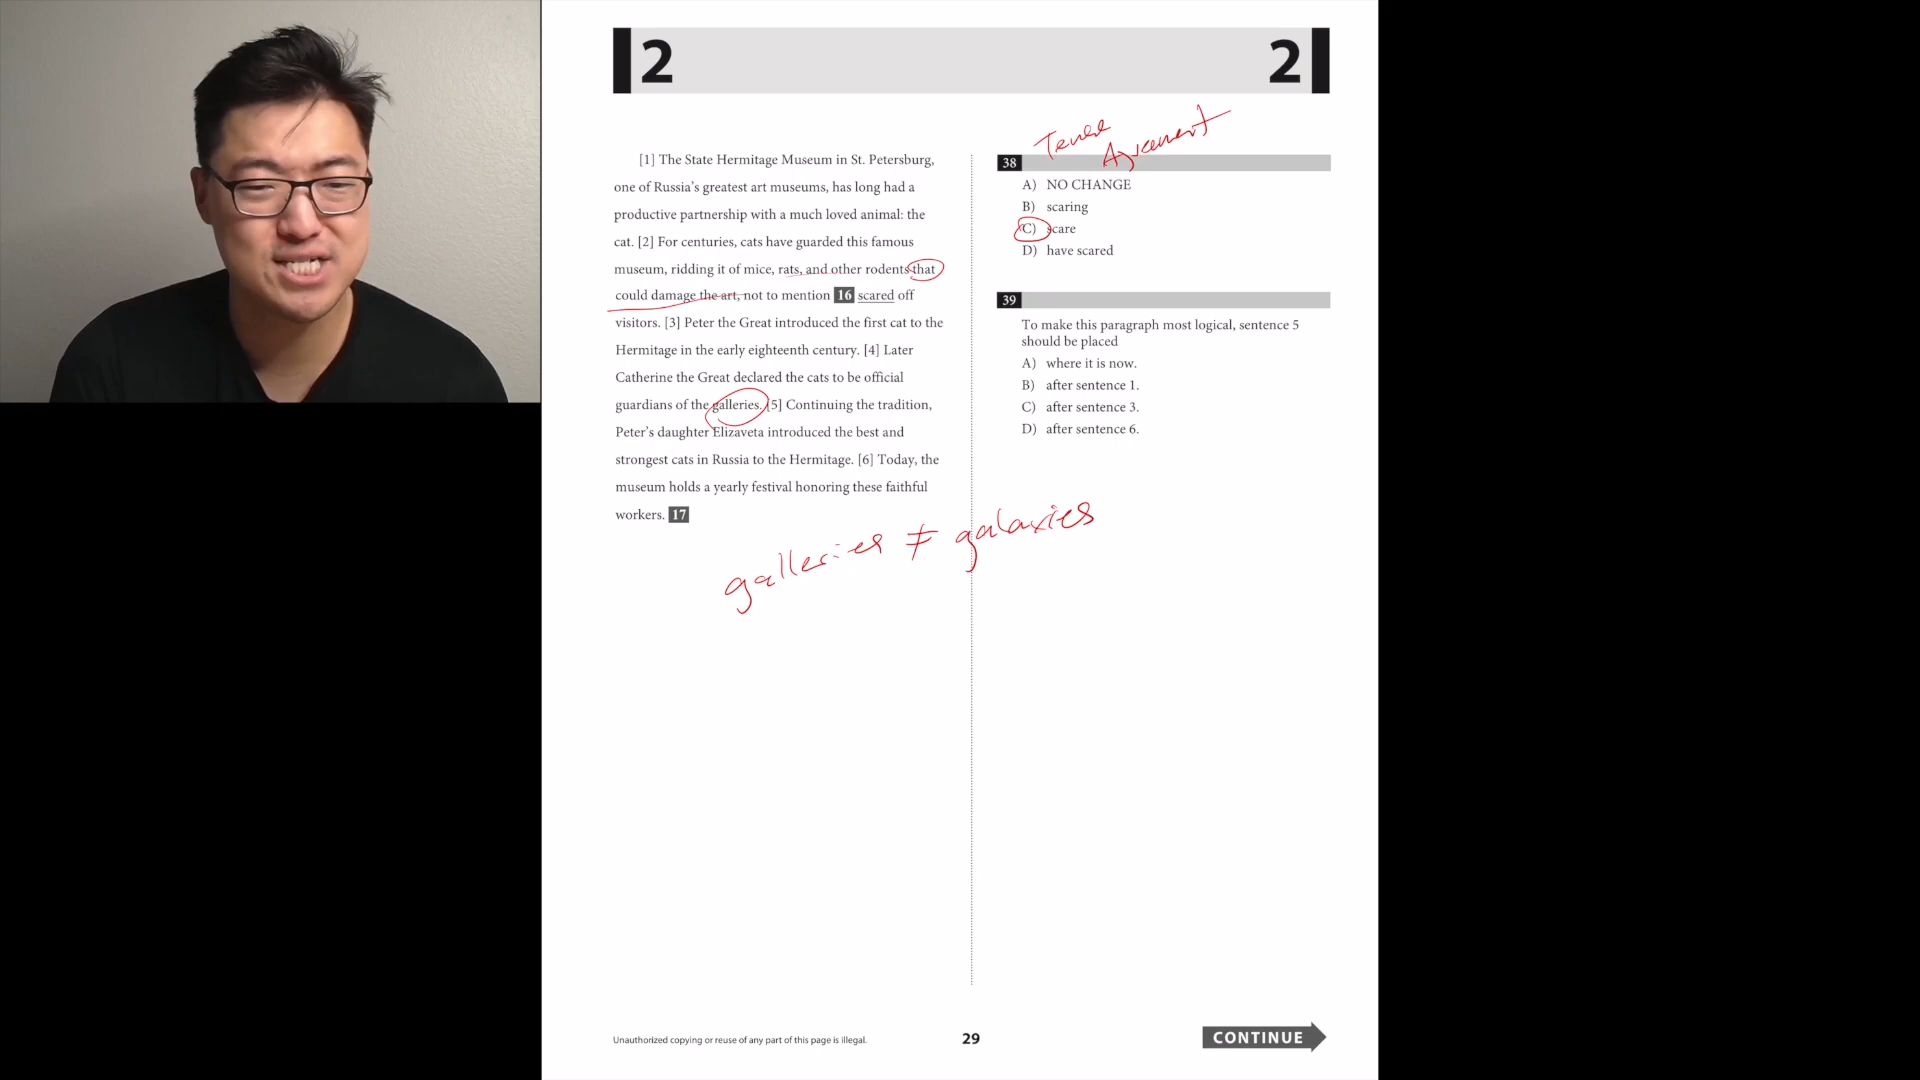 2 2
[1] The State Hermitage Museum in St. Petersburg,
one of Russia's greatest art museums, has long had a
productive partnership with a much loved animal: the
cat. [2] For centuries, cats have guarded this famous
museum, ridding it of mice, rats, and other rodents that
could damage the art, not to mention 16 scared off
visitors. [3] Peter the Great introduced the first cat to the
Hermitage in the early eighteenth century. [4] Later
Catherine the Great declared the cats to be official
guardians of the galleries. [5] Continuing the tradition,
Peter's daughter Elizaveta introduced the best and
strongest cats in Russia to the Hermitage. [6] Today, the
museum holds a yearly festival honoring these faithful
workers. 17
galleries ≠ galaxies
Tense
Agreement
38
A) NO CHANGE
B) scaring
C) scare
D) have scared
39
To make this paragraph most logical, sentence 5
should be placed
A) where it is now.
B) after sentence 1.
C) after sentence 3.
D) after sentence 6.
Unauthorized copying or reuse of any part of this page is illegal.
29
CONTINUE